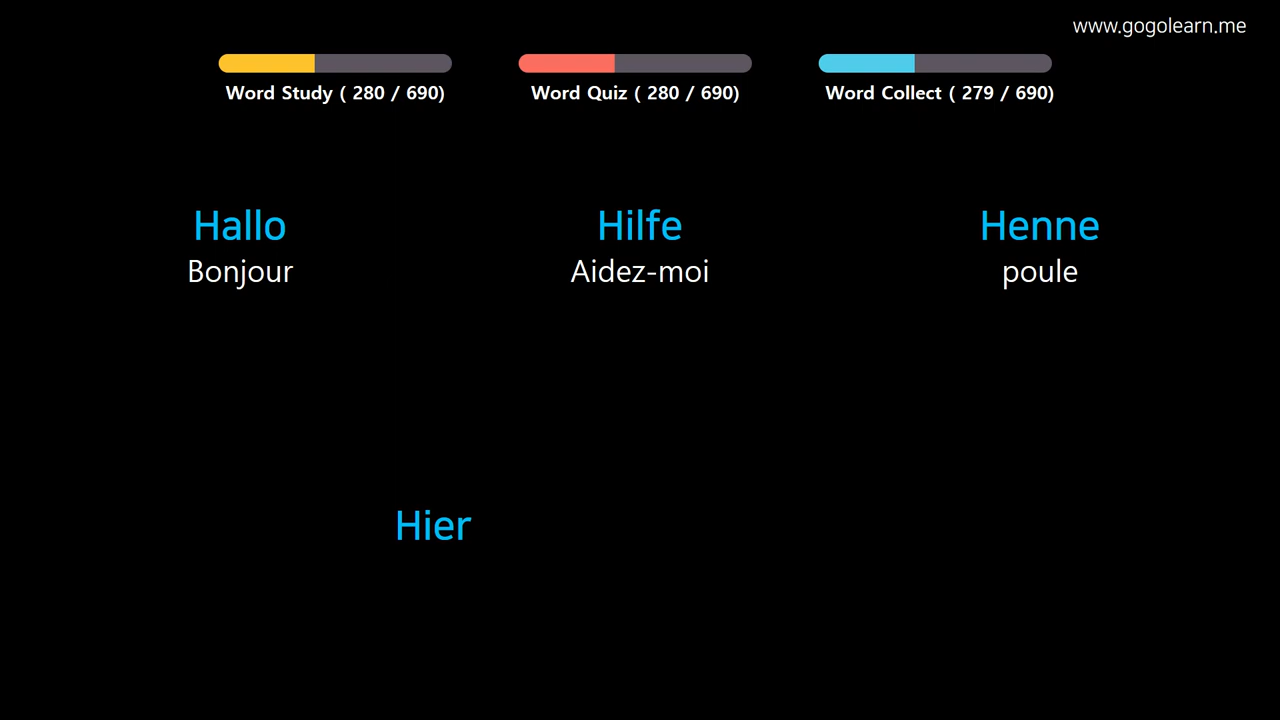 www.gogolearn.me
Word Study ( 280 / 690)
Word Quiz ( 280 / 690)
Word Collect ( 279 / 690)
Hallo
Bonjour
Hilfe
Aidez-moi
Henne
poule
Hier